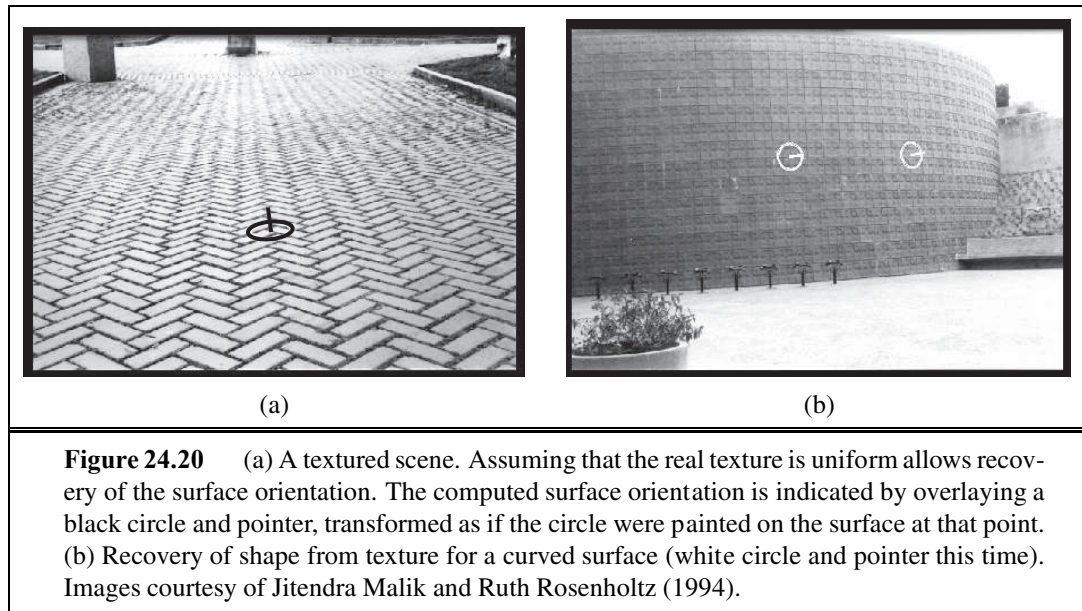 (a)
(b)
Figure 24.20 (a) A textured scene. Assuming that the real texture is uniform allows recov-
ery of the surface orientation. The computed surface orientation is indicated by overlaying a
black circle and pointer, transformed as if the circle were painted on the surface at that point.
(b) Recovery of shape from texture for a curved surface (white circle and pointer this time).
Images courtesy of Jitendra Malik and Ruth Rosenholtz (1994).